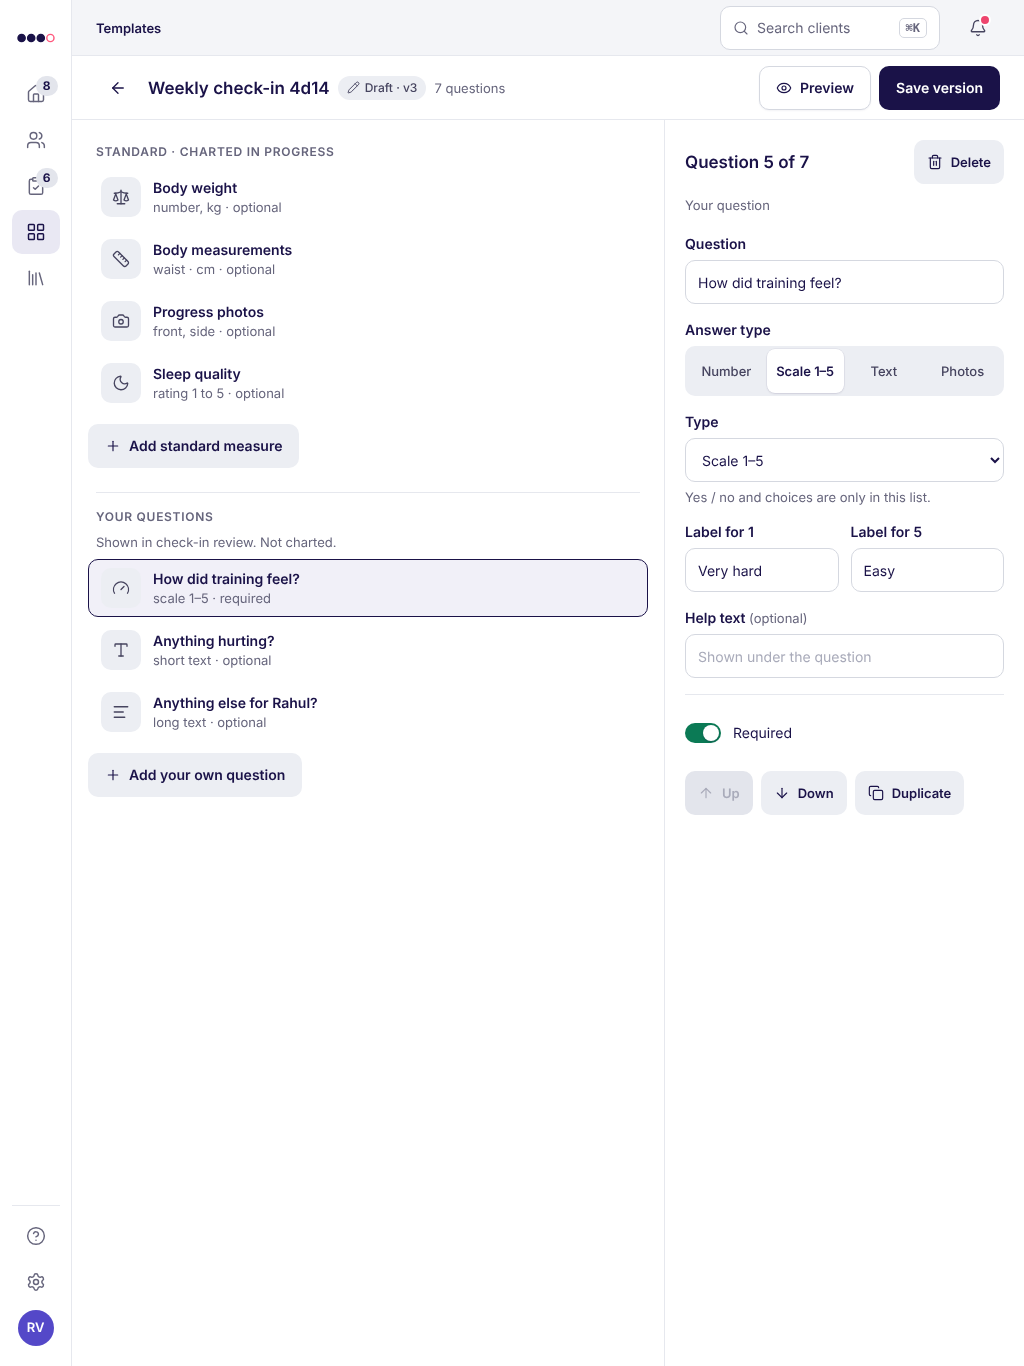 Templates
Search clients
⌘K
8
6
Weekly check-in 4d14
Draft · v3
7 questions
Preview
Save version
STANDARD · CHARTED IN PROGRESS
Body weight
number, kg · optional
Body measurements
waist · cm · optional
Progress photos
front, side · optional
Sleep quality
rating 1 to 5 · optional
Add standard measure
YOUR QUESTIONS
Shown in check-in review. Not charted.
How did training feel?
scale 1–5 · required
Anything hurting?
short text · optional
Anything else for Rahul?
long text · optional
Add your own question
Question 5 of 7
Delete
Your question
Question
How did training feel?
Answer type
Number
Scale 1–5
Text
Photos
Type
Scale 1–5
Yes / no and choices are only in this list.
Label for 1
Label for 5
Very hard
Easy
Help text (optional)
Shown under the question
Required
Up
Down
Duplicate
RV